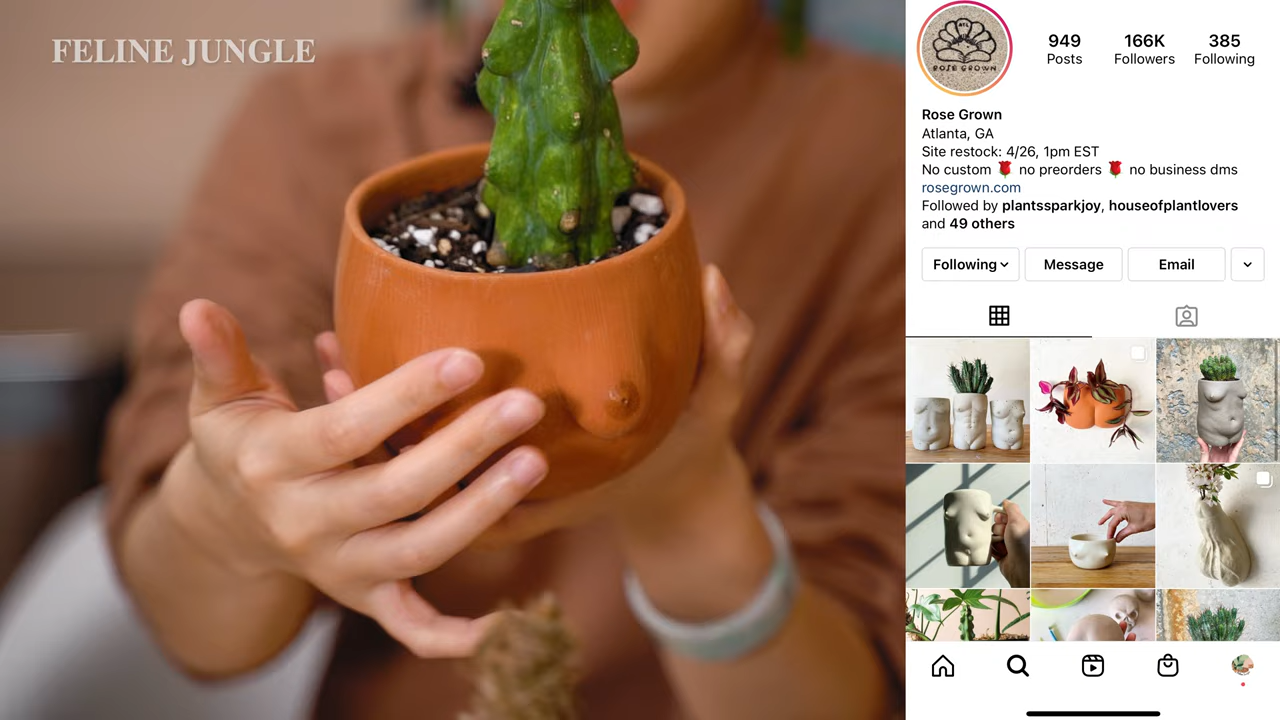 FELINE JUNGLE
ROSE GROWN
949
Posts
166K
Followers
385
Following
Rose Grown
Atlanta, GA
Site restock: 4/26, 1pm EST
No custom 🌹 no preorders 🌹 no business dms
rosegrown.com
Followed by plantssparkjoy, houseofplantlovers
and 49 others
Following
Message
Email